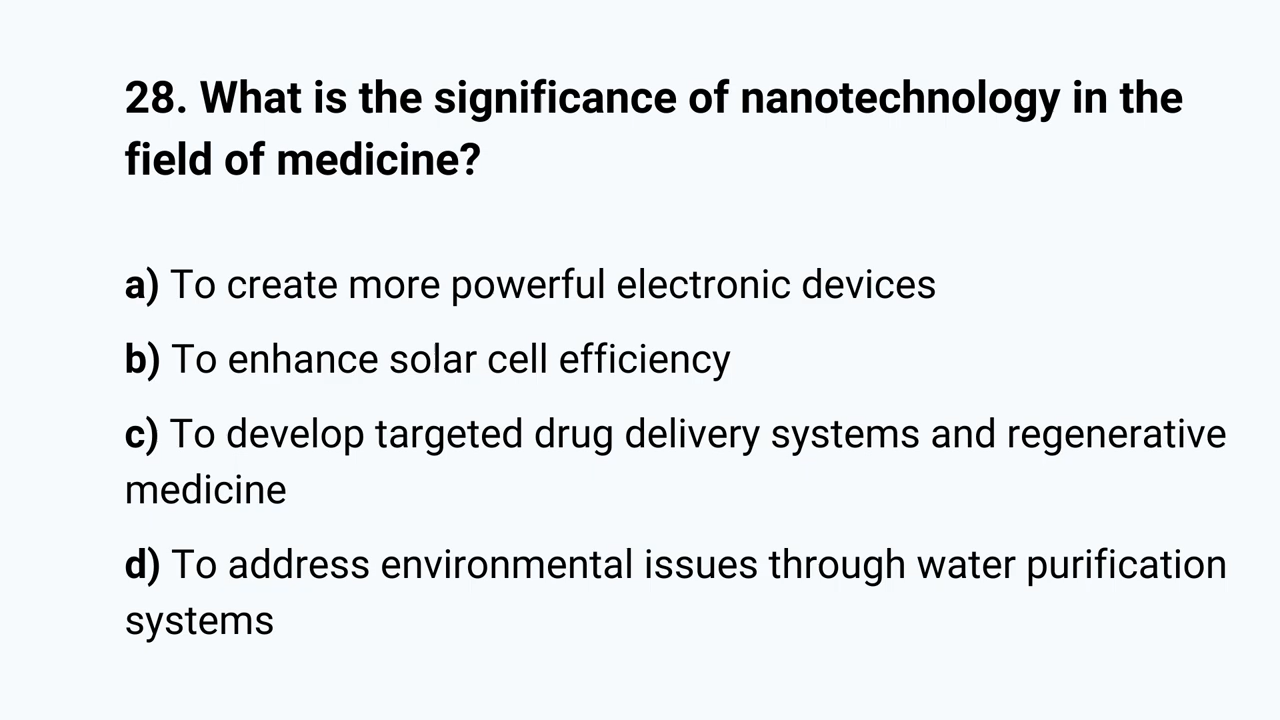 28. What is the significance of nanotechnology in the
field of medicine?
a) To create more powerful electronic devices
b) To enhance solar cell efficiency
c) To develop targeted drug delivery systems and regenerative
medicine
d) To address environmental issues through water purification
systems